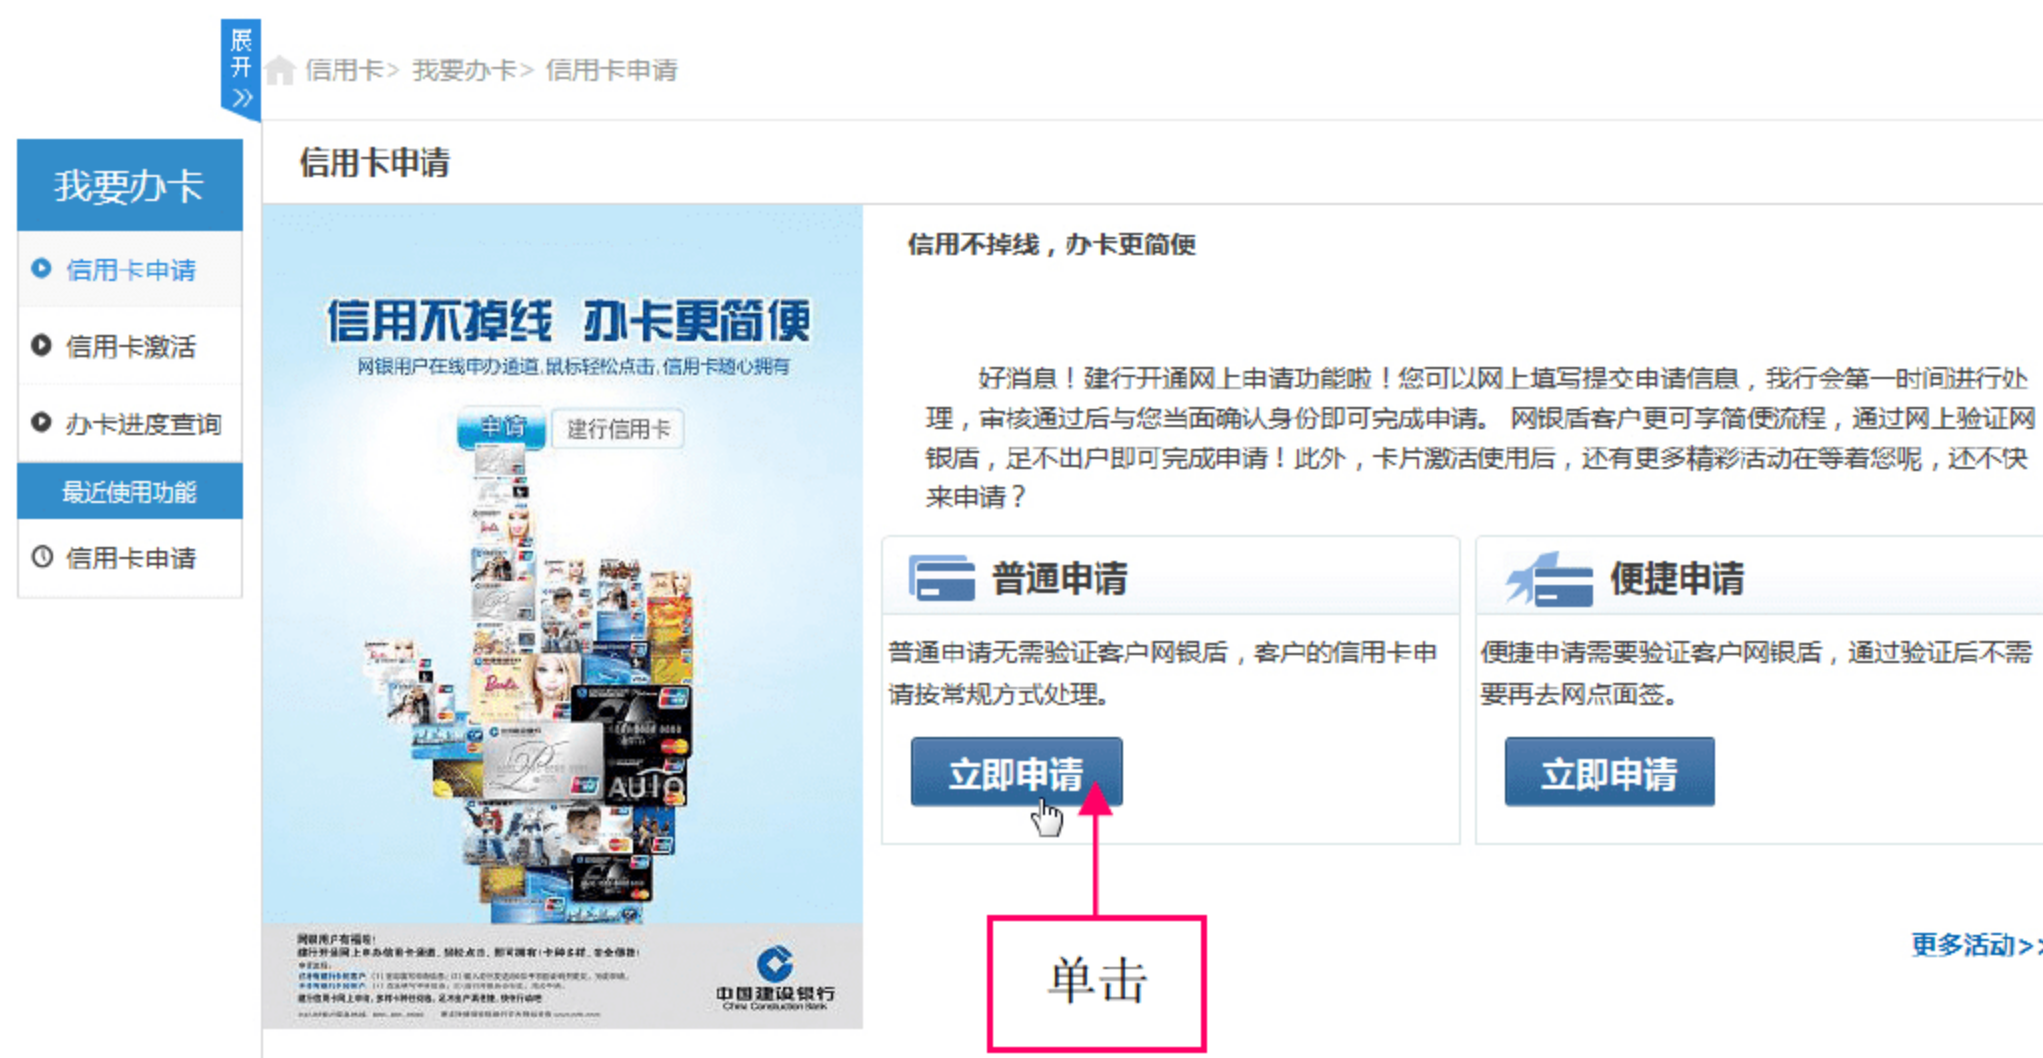 展开
信用卡> 我要办卡> 信用卡申请
我要办卡
信用卡申请
信用卡激活
办卡进度查询
最近使用功能
信用卡申请
信用卡申请
信用不掉线 办卡更简便
网银用户在线申办通道,鼠标轻松点击,信用卡随心拥有
申请 建行信用卡
Barbie
AUTO
网银用户有福啦!
中国建设银行
China Construction Bank
信用不掉线，办卡更简便
好消息！建行开通网上申请功能啦！您可以网上填写提交申请信息，我行会第一时间进行处
理，审核通过后与您当面确认身份即可完成申请。 网银盾客户更可享简便流程，通过网上验证网
银盾，足不出户即可完成申请！此外，卡片激活使用后，还有更多精彩活动在等着您呢，还不快
来申请？
普通申请
普通申请无需验证客户网银盾，客户的信用卡申
请按常规方式处理。
立即申请
便捷申请
便捷申请需要验证客户网银盾，通过验证后不需
要再去网点面签。
立即申请
单击
更多活动>>